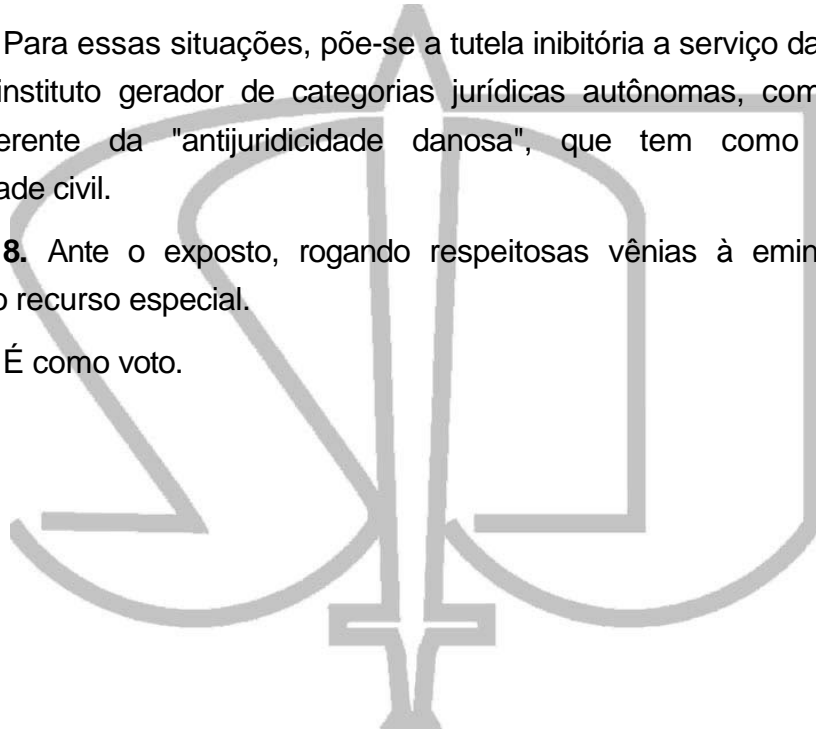 Para essas situações, põe-se a tutela inibitória a serviço da
instituto gerador de categorias jurídicas autônomas, com
erente da "antijuridicidade danosa", que tem como
ade civil.
8. Ante o exposto, rogando respeitosas vênias à emin
o recurso especial.
É como voto.